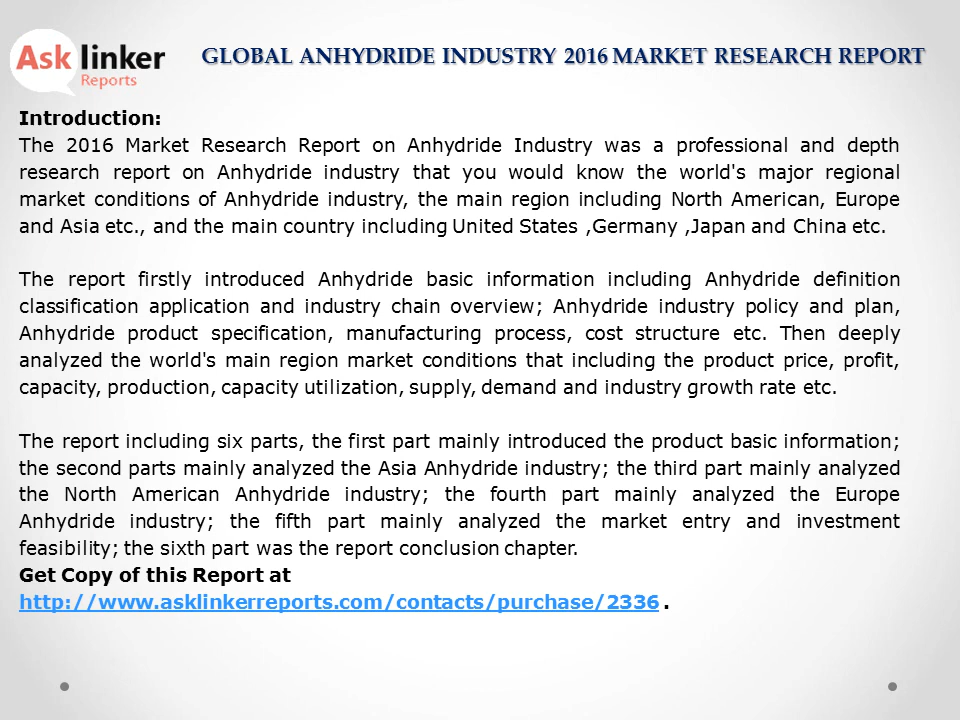 Ask linker
Reports
GLOBAL ANHYDRIDE INDUSTRY 2016 MARKET RESEARCH REPORT
Introduction:
The 2016 Market Research Report on Anhydride Industry was a professional and depth
research report on Anhydride industry that you would know the world's major regional
market conditions of Anhydride industry, the main region including North American, Europe
and Asia etc., and the main country including United States ,Germany ,Japan and China etc.
The report firstly introduced Anhydride basic information including Anhydride definition
classification application and industry chain overview; Anhydride industry policy and plan,
Anhydride product specification, manufacturing process, cost structure etc. Then deeply
analyzed the world's main region market conditions that including the product price, profit,
capacity, production, capacity utilization, supply, demand and industry growth rate etc.
The report including six parts, the first part mainly introduced the product basic information;
the second parts mainly analyzed the Asia Anhydride industry; the third part mainly analyzed
the North American Anhydride industry; the fourth part mainly analyzed the Europe
Anhydride industry; the fifth part mainly analyzed the market entry and investment
feasibility; the sixth part was the report conclusion chapter.
Get Copy of this Report at
http://www.asklinkerreports.com/contacts/purchase/2336 .